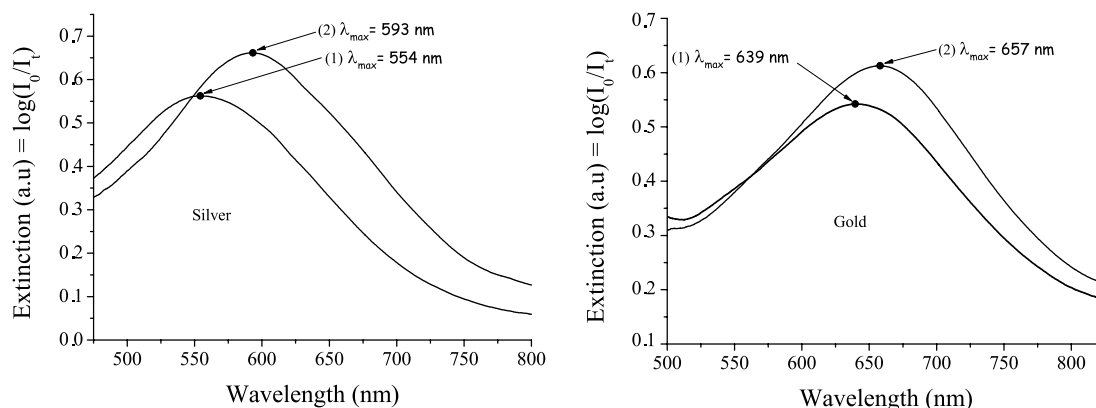 Extinction (a.u) = log(I₀/Iₜ)
0.7
0.6
0.5
0.4
0.3
0.2
0.1
0.0
(2) λmax= 593 nm
(1) λmax= 554 nm
Silver
500 550 600 650 700 750 800
Wavelength (nm)
Extinction (a.u) = log(I₀/Iₜ)
0.7
0.6
0.5
0.4
0.3
0.2
0.1
(1) λmax= 639 nm
(2) λmax= 657 nm
Gold
500 550 600 650 700 750 800
Wavelength (nm)